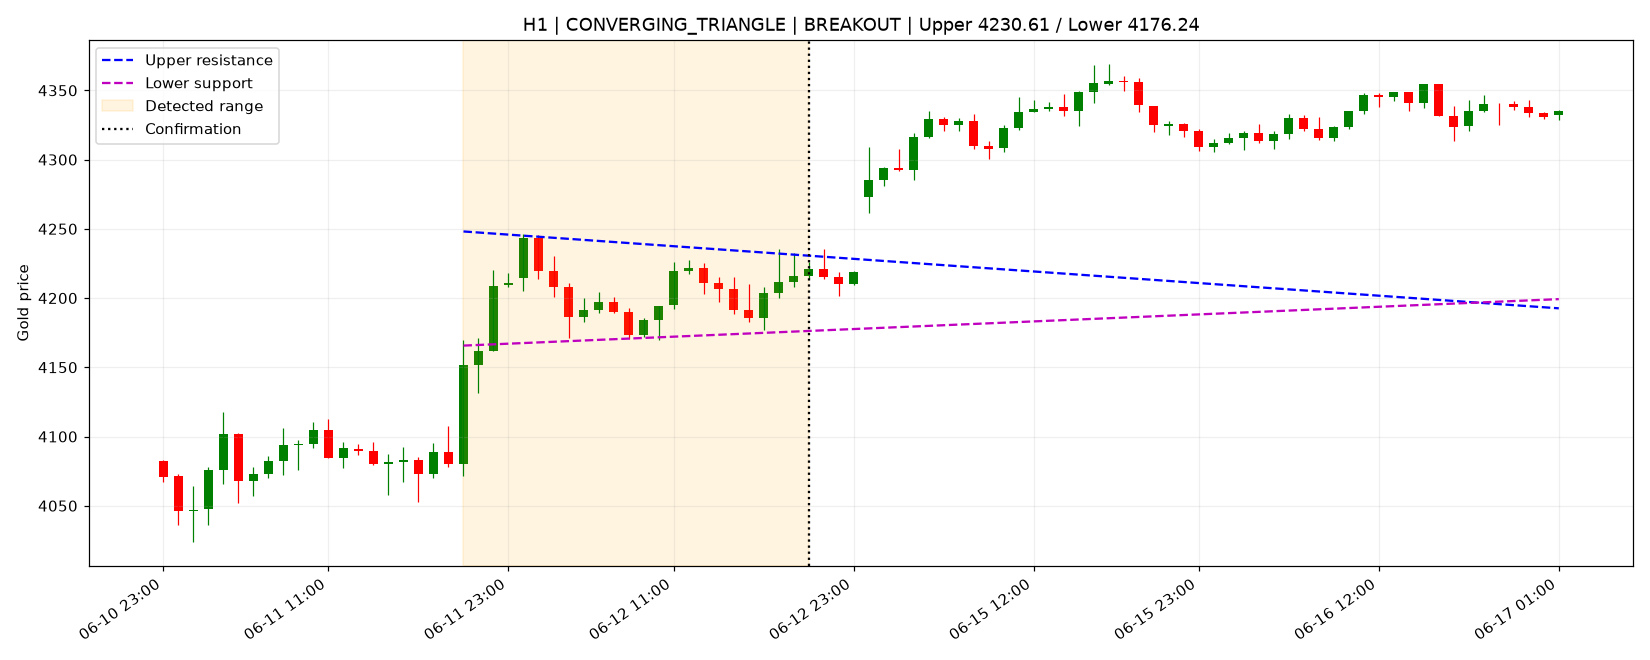 H1 | CONVERGING_TRIANGLE | BREAKOUT | Upper 4230.61 / Lower 4176.24
Upper resistance
Lower support
Detected range
Confirmation
Gold price
4350
4300
4250
4200
4150
4100
4050
06-10 23:00
06-11 11:00
06-11 23:00
06-12 11:00
06-12 23:00
06-15 12:00
06-15 23:00
06-16 12:00
06-17 01:00